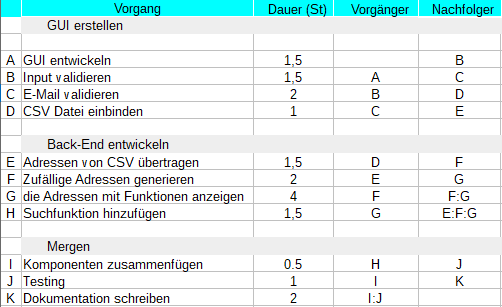 Vorgang Dauer (St) Vorgänger Nachfolger
GUI erstellen
A GUI entwickeln 1,5 B
B Input validieren 1,5 A C
C E-Mail validieren 2 B D
D CSV Datei einbinden 1 C E
Back-End entwickeln
E Adressen von CSV übertragen 1,5 D F
F Zufällige Adressen generieren 2 E G
G die Adressen mit Funktionen anzeigen 4 F F:G
H Suchfunktion hinzufügen 1,5 G E:F:G
Mergen
I Komponenten zusammenfügen 0.5 H J
J Testing 1 I K
K Dokumentation schreiben 2 I:J